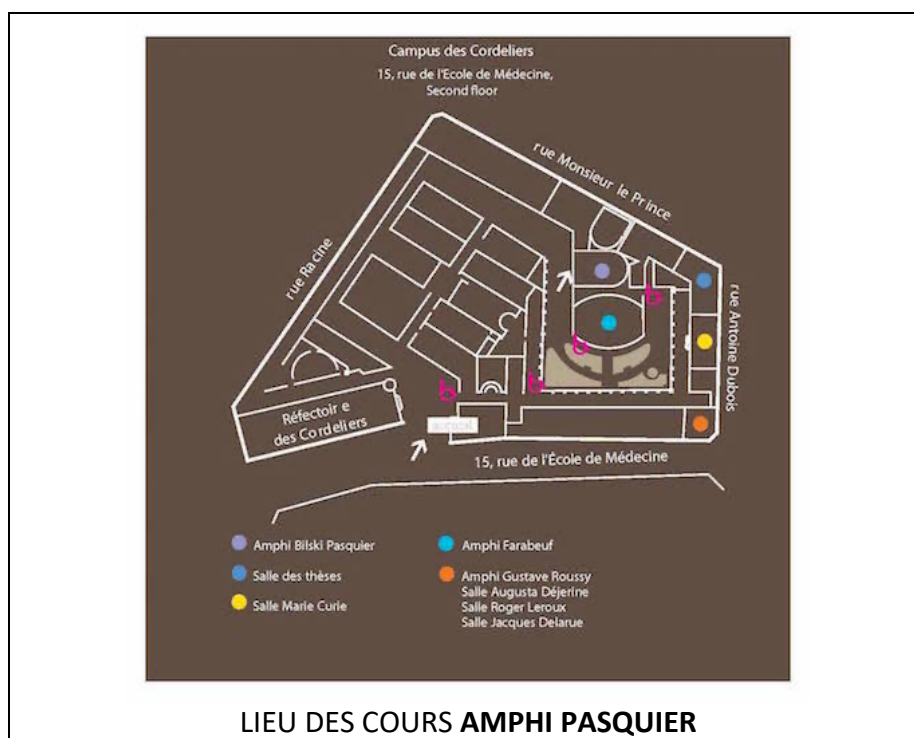 Campus des Cordeliers
15, rue de l'Ecole de Médecine,
Second floor
rue Monsieur le Prince
rue Racine
rue Antoine Dubois
Réfectoir e
des Cordeliers
accueil
15, rue de l'École de Médecine
Amphi Bilski Pasquier
Salle des thèses
Salle Marie Curie
Amphi Farabeuf
Amphi Gustave Roussy
Salle Augusta Déjerine
Salle Roger Leroux
Salle Jacques Delarue
LIEU DES COURS AMPHI PASQUIER